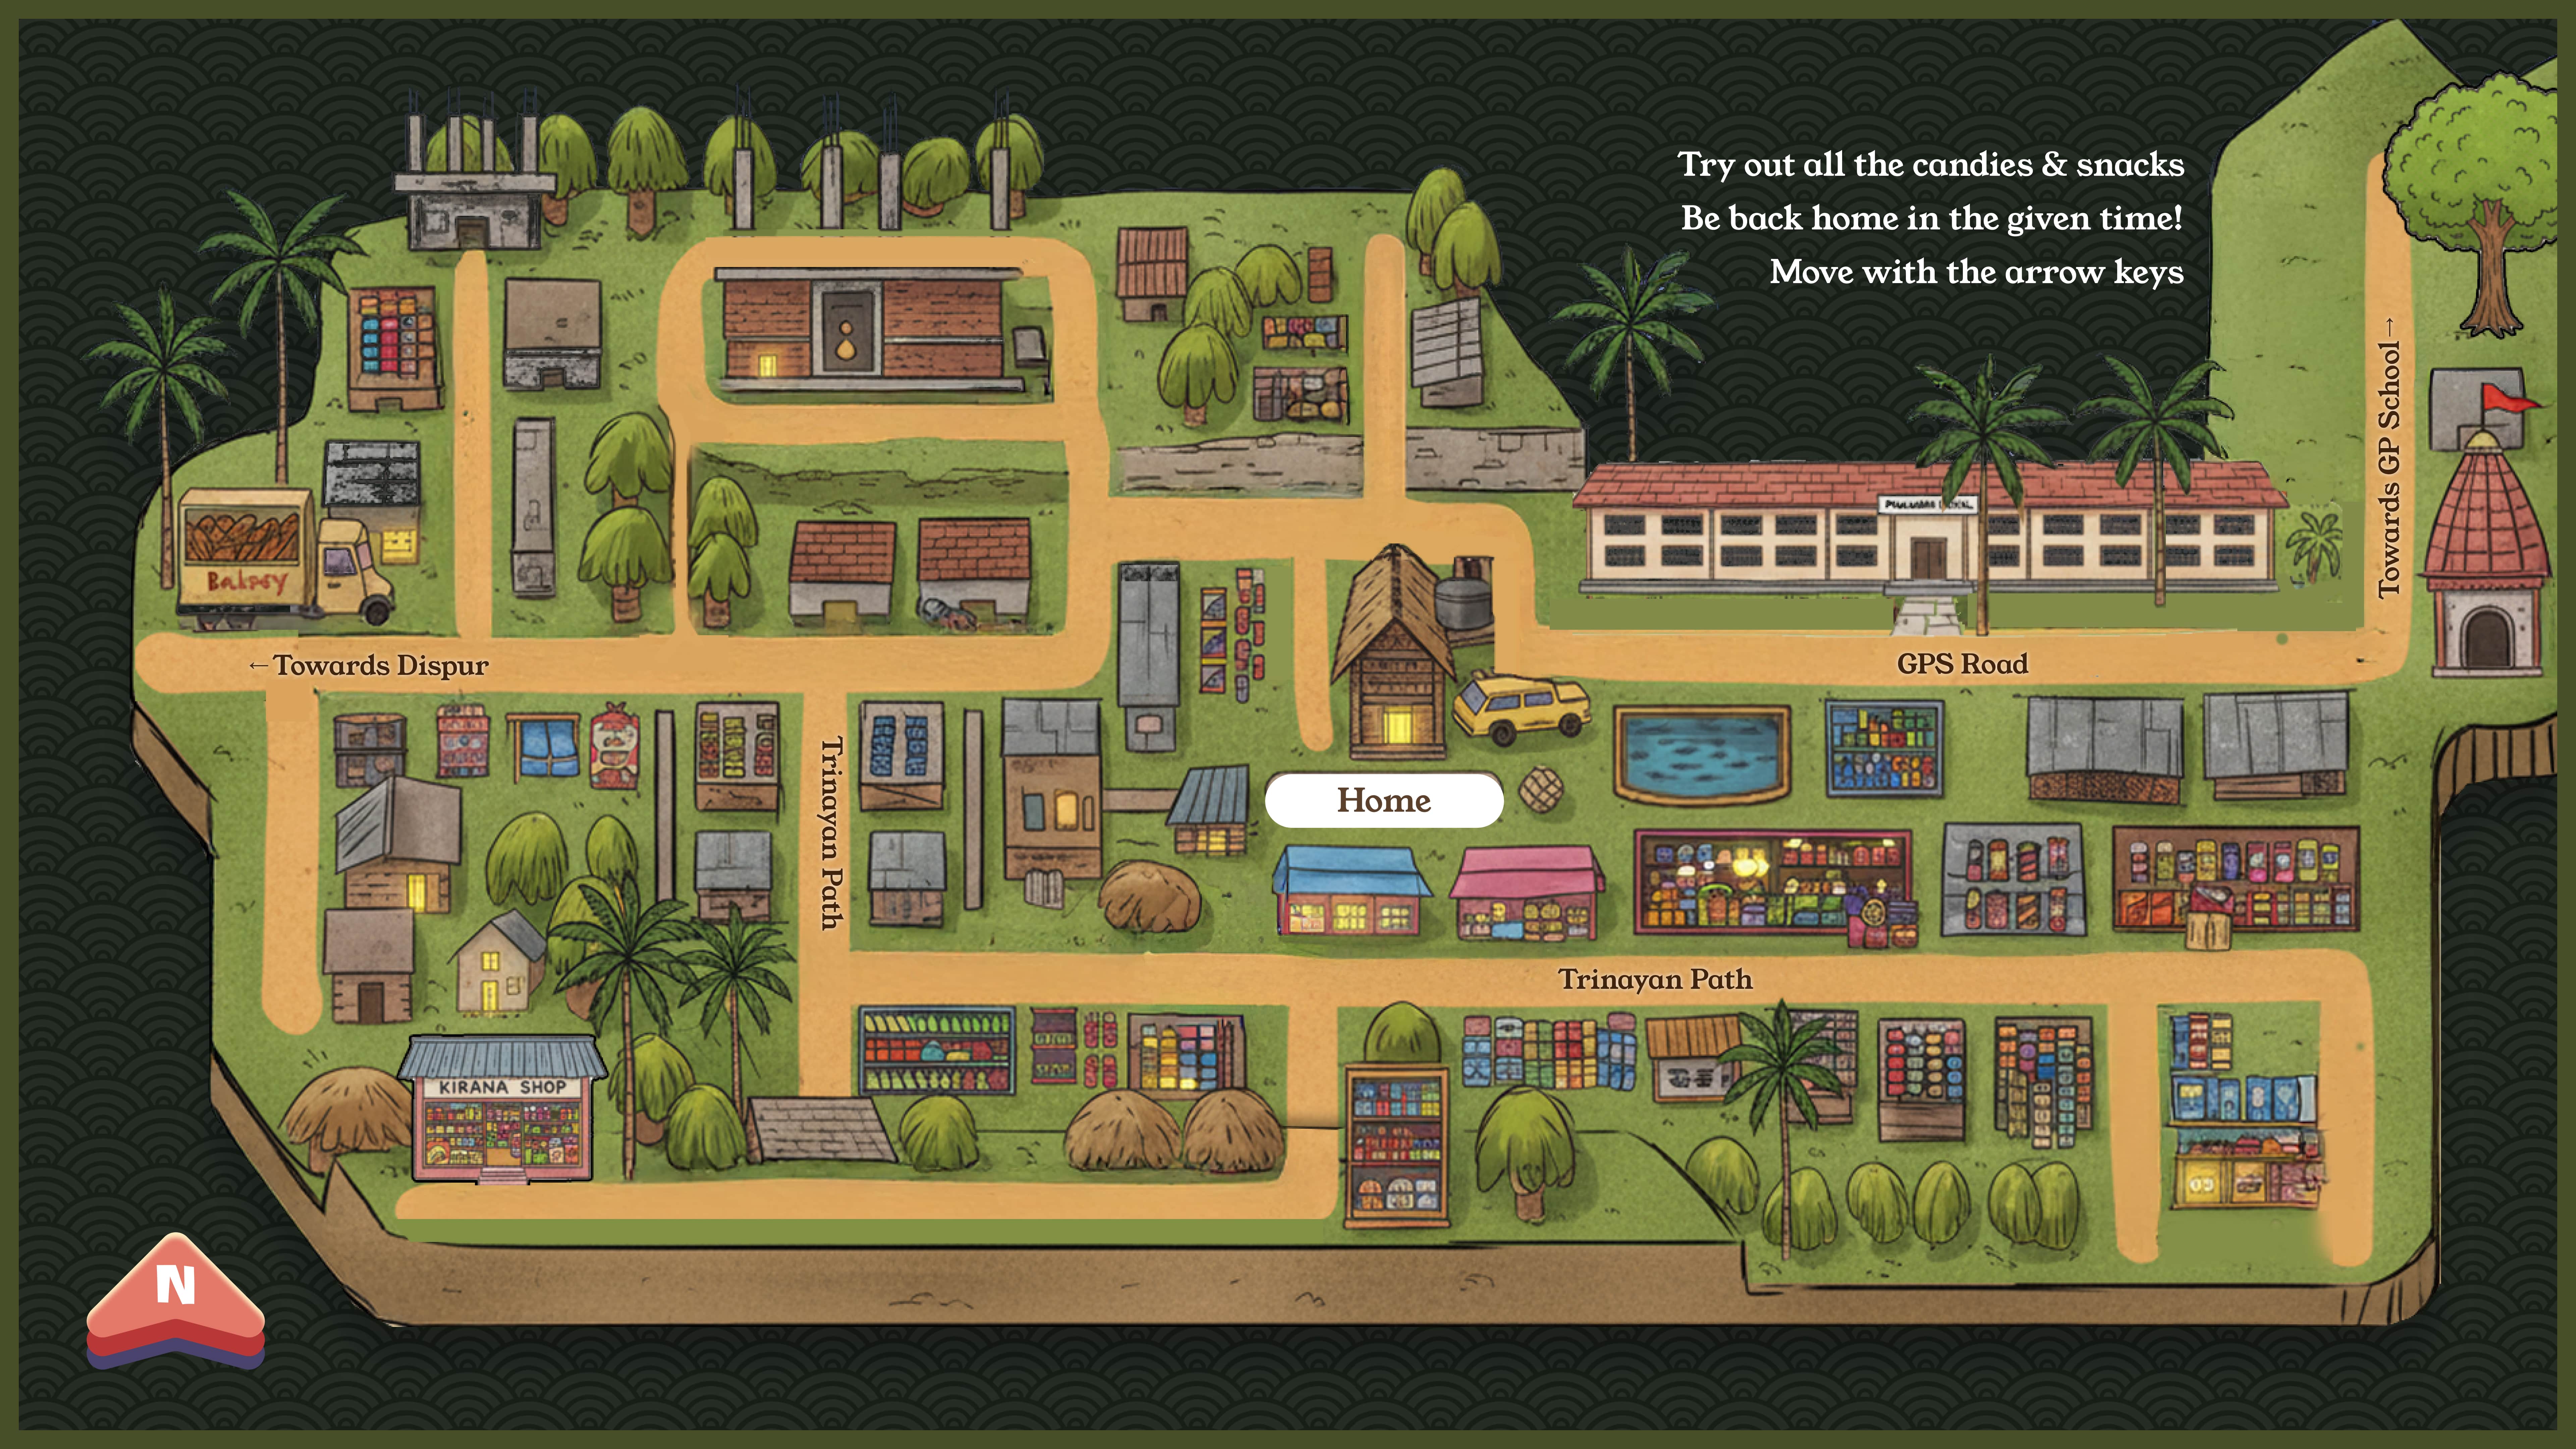 Try out all the candies & snacks
Be back home in the given time!
Move with the arrow keys
Towards GP School →
← Towards Dispur
GPS Road
Trinayan Path
Home
Trinayan Path
KIRANA SHOP
N